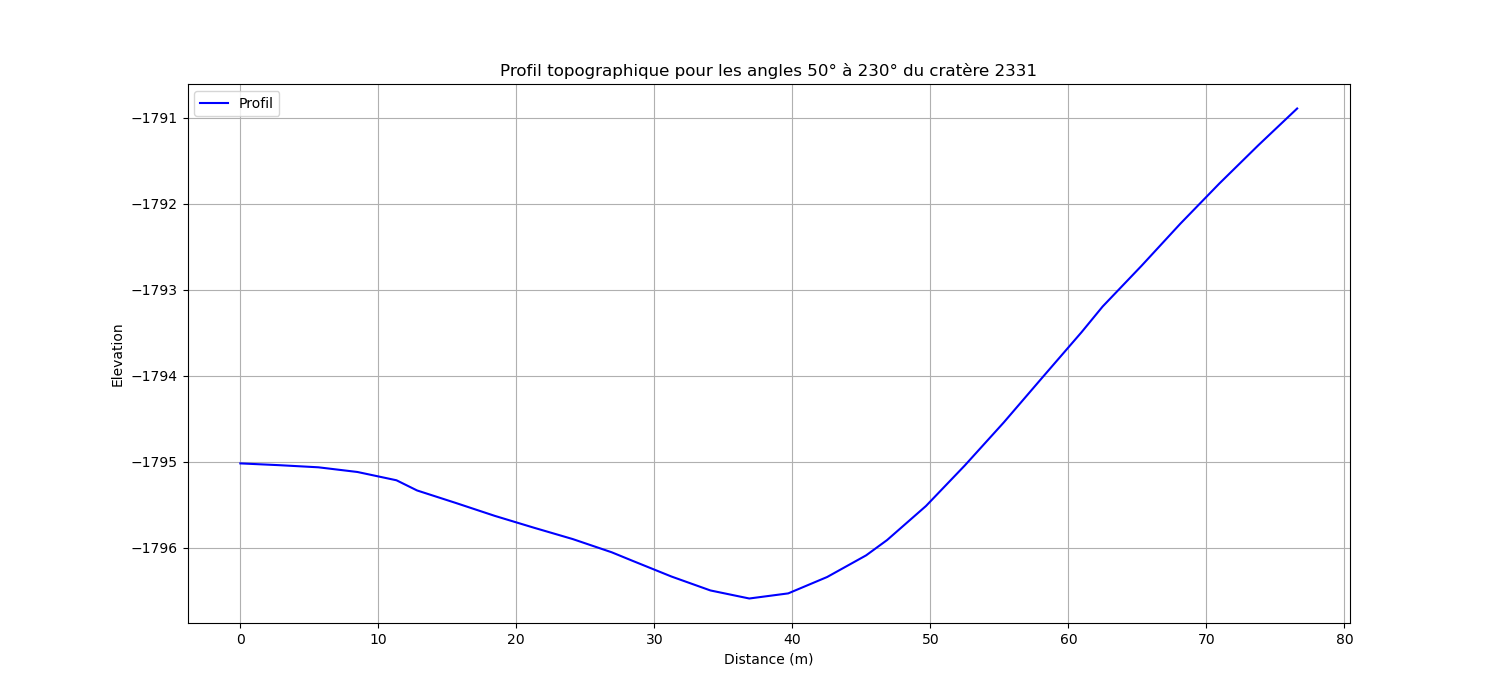 Profil topographique pour les angles 50° à 230° du cratère 2331
Profil
−1791
−1792
−1793
−1794
−1795
−1796
Elevation
0 10 20 30 40 50 60 70 80
Distance (m)